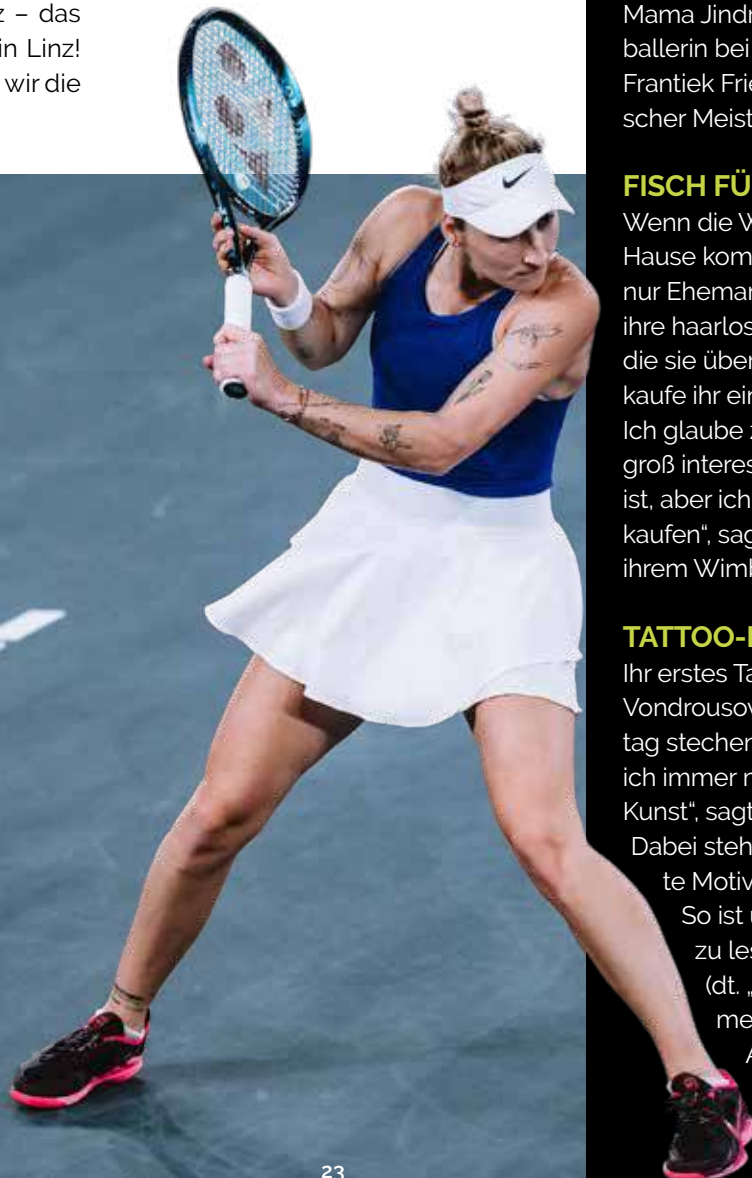 z – das
in Linz!
wir die
Mama Jindr
ballerin bei
Frantiek Frie
scher Meist
FISCH FÜ
Wenn die W
Hause kom
nur Ehemar
ihre haarlos
die sie über
kaufe ihr ein
Ich glaube z
groß interes
ist, aber ich
kaufen“, sag
ihrem Wimb
TATTOO-
Ihr erstes Ta
Vondrousov
tag stechen
ich immer m
Kunst“, sagt
Dabei steh
te Motiv
So ist u
zu les
(dt. „
me
A
23